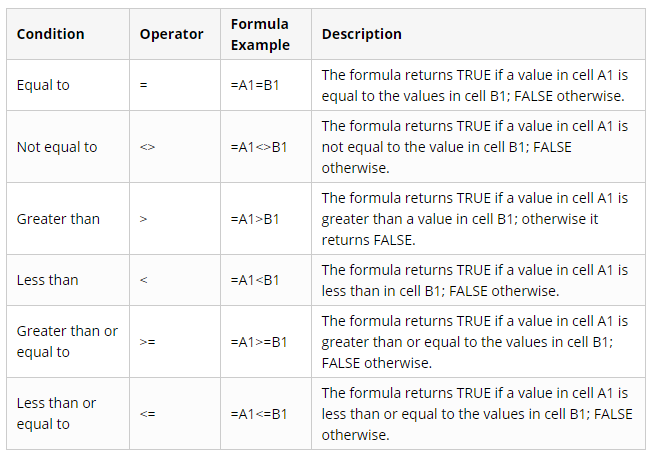 Condition Operator Formula Example Description
Equal to = =A1=B1 The formula returns TRUE if a value in cell A1 is
equal to the values in cell B1; FALSE otherwise.
Not equal to <> =A1<>B1 The formula returns TRUE if a value in cell A1 is
not equal to the value in cell B1; FALSE
otherwise.
Greater than > =A1>B1 The formula returns TRUE if a value in cell A1 is
greater than a value in cell B1; otherwise it
returns FALSE.
Less than < =A1<B1 The formula returns TRUE if a value in cell A1 is
less than in cell B1; FALSE otherwise.
Greater than or
equal to >= =A1>=B1 The formula returns TRUE if a value in cell A1 is
greater than or equal to the values in cell B1;
FALSE otherwise.
Less than or
equal to <= =A1<=B1 The formula returns TRUE if a value in cell A1 is
less than or equal to the values in cell B1; FALSE
otherwise.